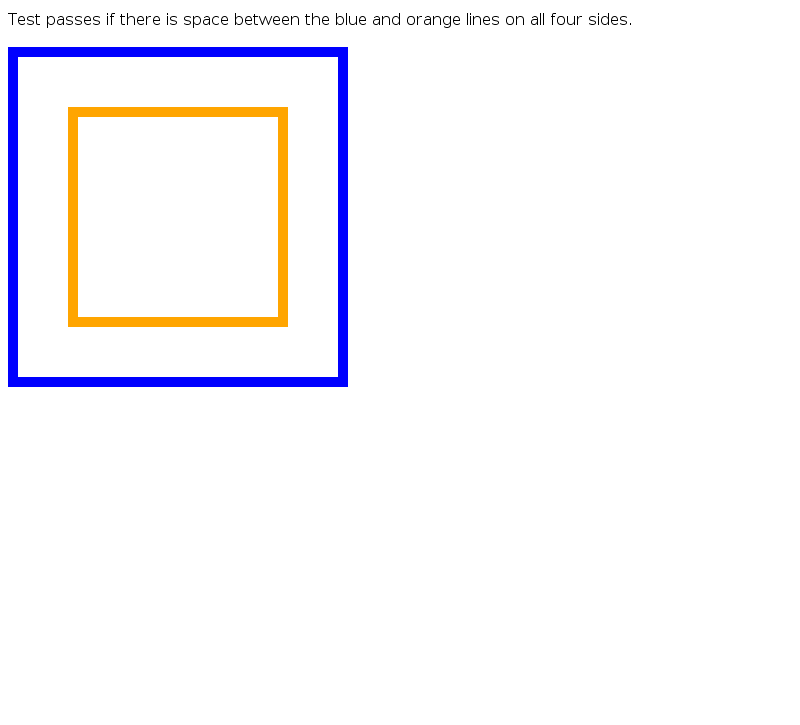 Test passes if there is space between the blue and orange lines on all four sides.